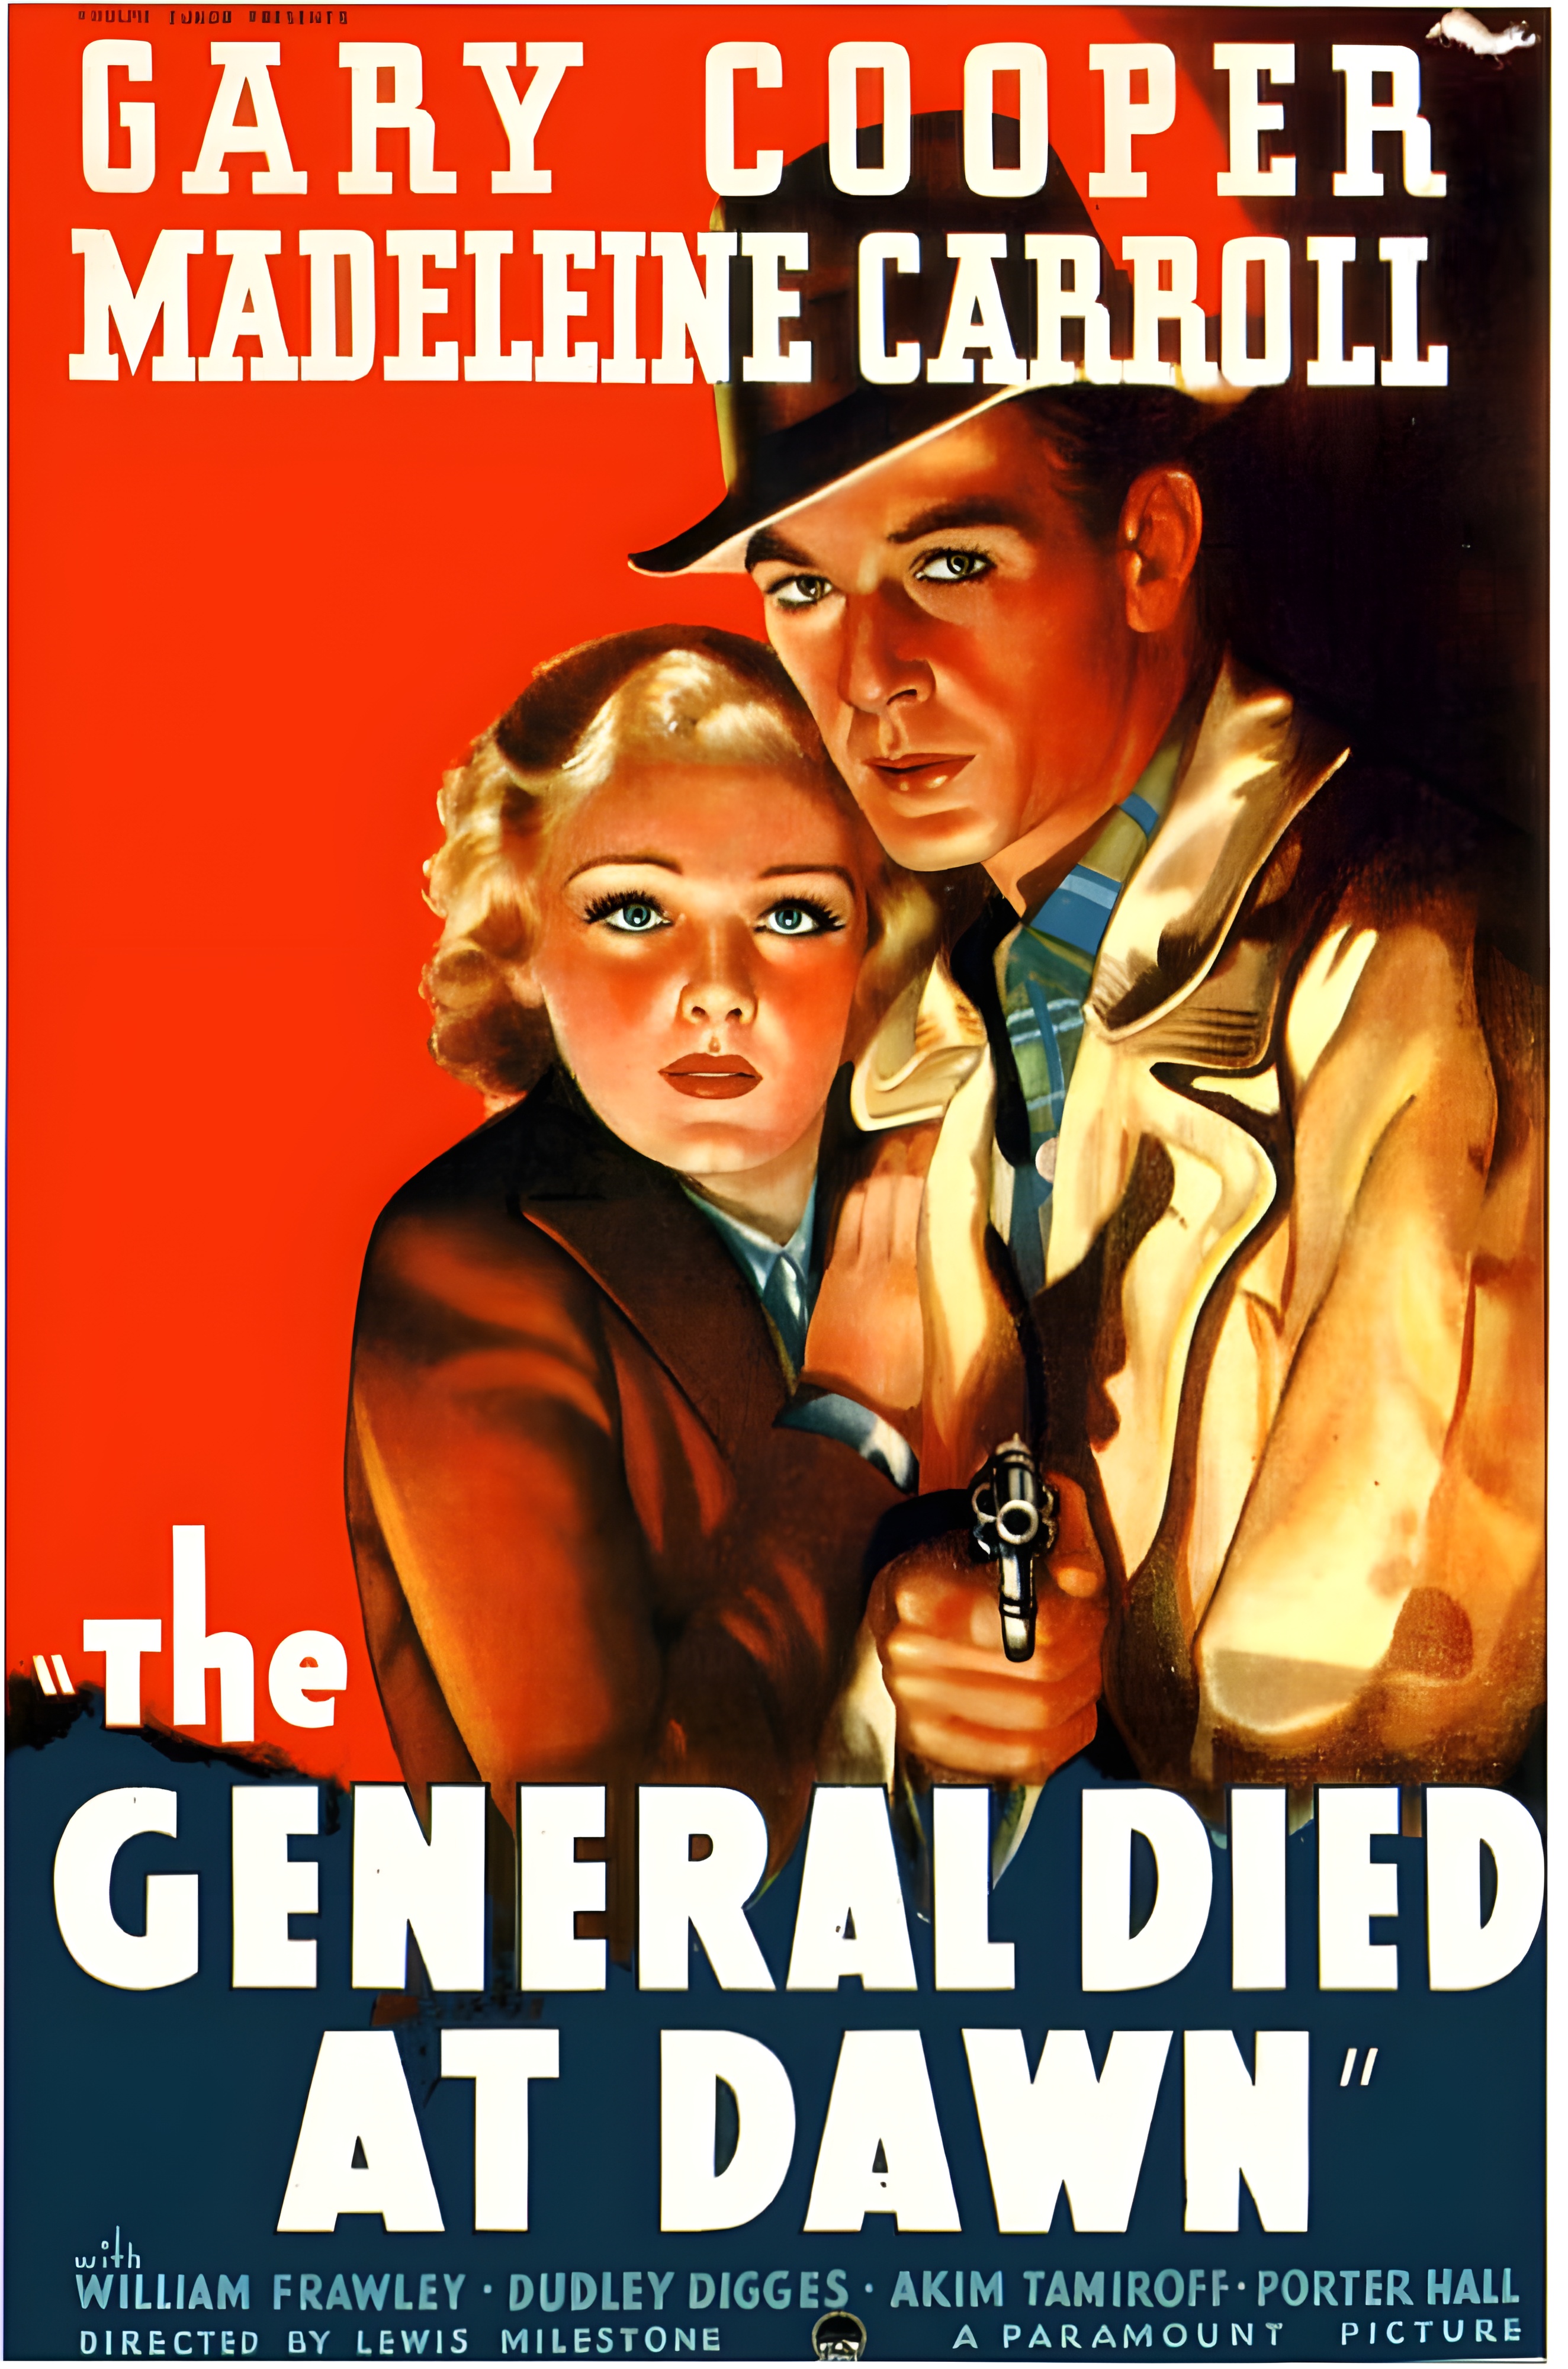 GARY COOPER
MADELEINE CARROLL
"The
GENERAL DIED
AT DAWN"
with
WILLIAM FRAWLEY · DUDLEY DIGGES · AKIM TAMIROFF · PORTER HALL
DIRECTED BY LEWIS MILESTONE A PARAMOUNT PICTURE